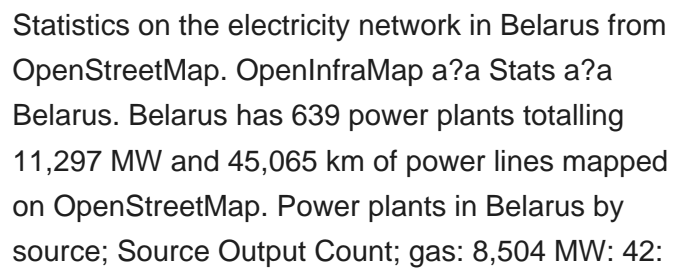 Statistics on the electricity network in Belarus from
OpenStreetMap. OpenInfraMap a?a Stats a?a
Belarus. Belarus has 639 power plants totalling
11,297 MW and 45,065 km of power lines mapped
on OpenStreetMap. Power plants in Belarus by
source; Source Output Count; gas: 8,504 MW: 42: